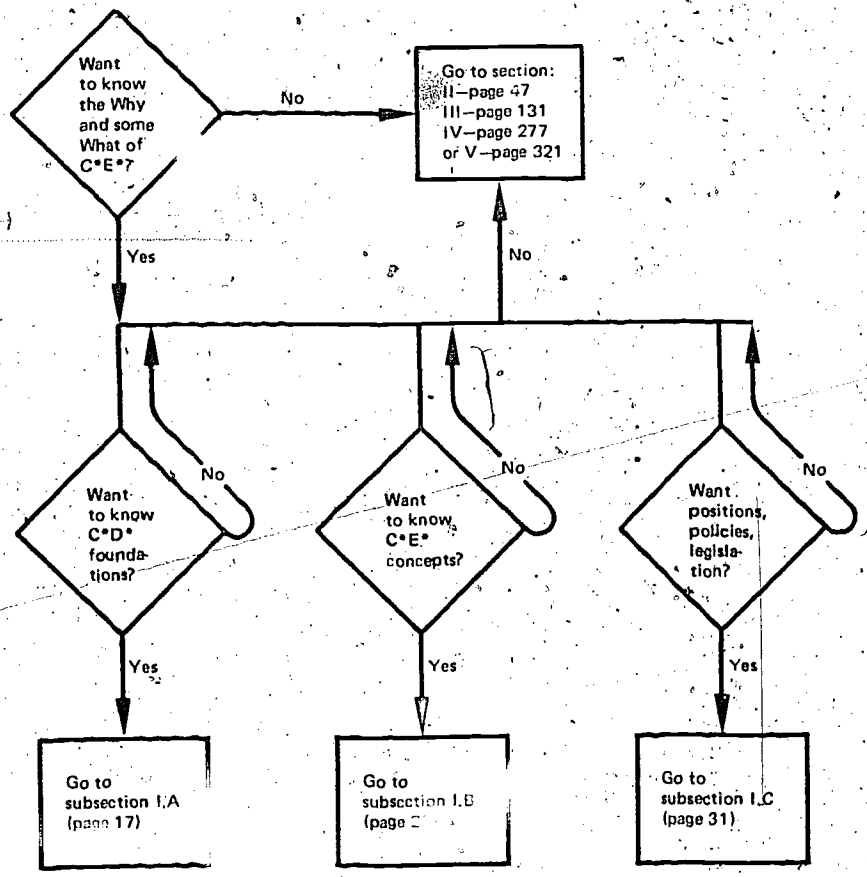 Want
to know
the Why
and some
What of
C*E*?
No
Go to section:
II—page 47
III—page 131
IV—page 277
or V—page 321
Yes
No
No
No
No
Want
to know
C*D*
founda-
tions?
Want
to know
C*E*
concepts?
Want
positions,
policies,
legisla-
tion?
Yes
Yes
Yes
Go to
subsection I.A
(page 17)
Go to
subsection I.B
(page
Go to
subsection I.C
(page 31)